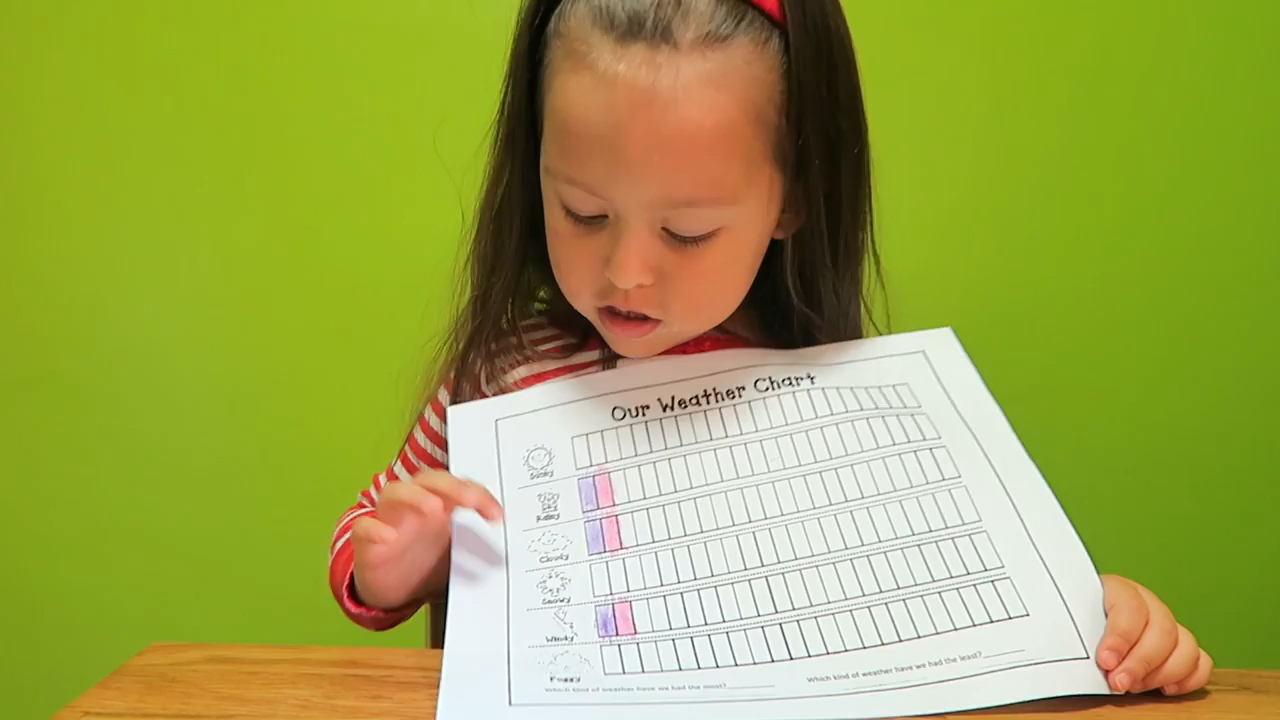 Our Weather Chart
Sunny
Rainy
Cloudy
Snowy
Windy
Foggy
Which kind of weather have we had the most?
Which kind of weather have we had the least?